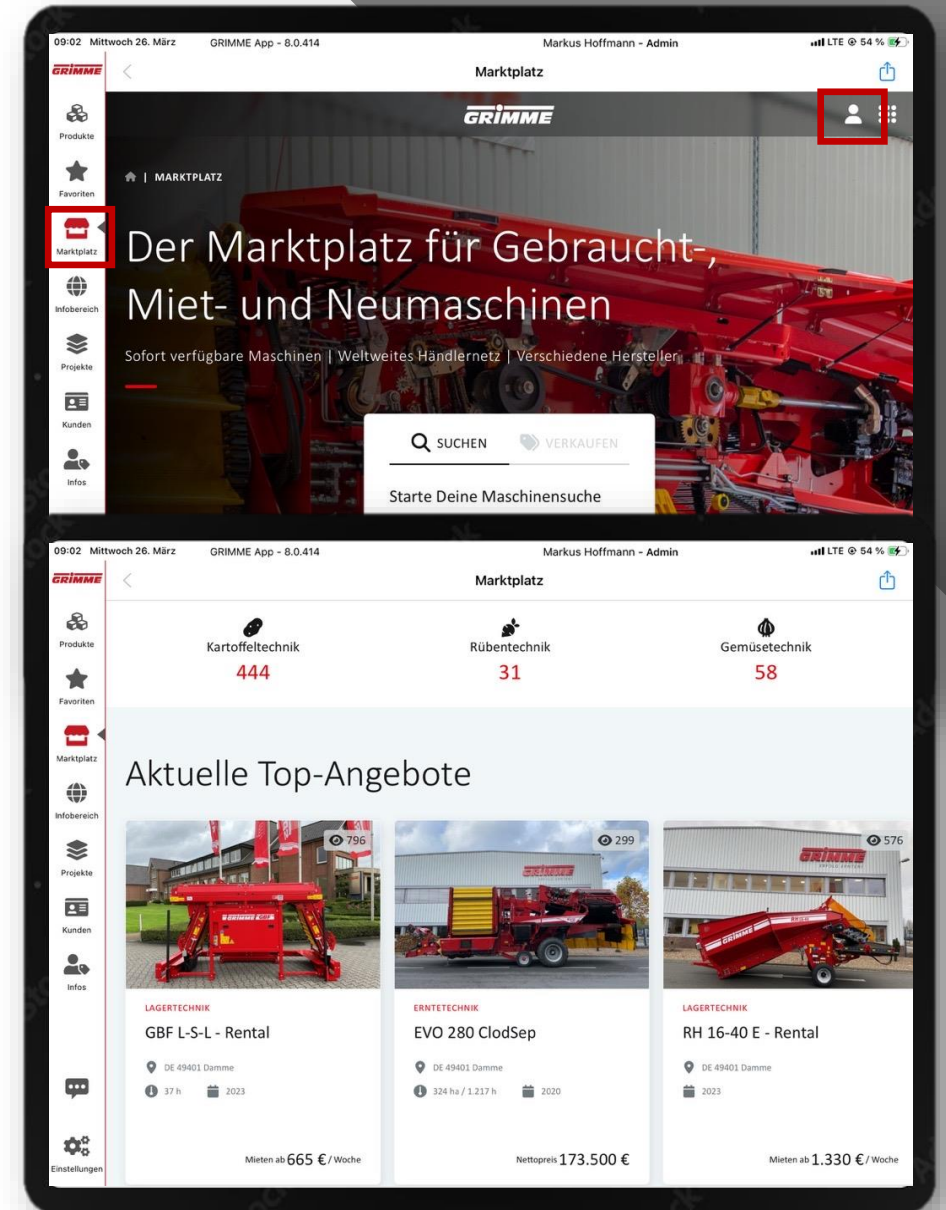 09:02 Mittwoch 26. März GRIMME App - 8.0.414 Markus Hoffmann - Admin LTE 54 %
GRIMME Marktplatz
GRIMME
Produkte
Favoriten
Marktplatz
Infobereich
Projekte
Kunden
Infos
| MARKTPLATZ
Der Marktplatz für Gebraucht-,
Miet- und Neumaschinen
Sofort verfügbare Maschinen | Weltweites Händlernetz | Verschiedene Hersteller
SUCHEN VERKAUFEN
Starte Deine Maschinensuche
09:02 Mittwoch 26. März GRIMME App - 8.0.414 Markus Hoffmann - Admin LTE 54 %
GRIMME Marktplatz
Produkte
Favoriten
Marktplatz
Infobereich
Projekte
Kunden
Infos
Einstellungen
Kartoffeltechnik Rübentechnik Gemüsetechnik
444 31 58
Aktuelle Top-Angebote
796
GRIMME GBF
LAGERTECHNIK
GBF L-S-L - Rental
DE 49401 Damme
37 h 2023
Mieten ab 665 € / Woche
299
GRIMME
ERNTETECHNIK
EVO 280 ClodSep
DE 49401 Damme
324 ha / 1.217 h 2020
Nettopreis 173.500 €
576
GRIMME
GRIMME
LAGERTECHNIK
RH 16-40 E - Rental
DE 49401 Damme
2023
Mieten ab 1.330 € / Woche